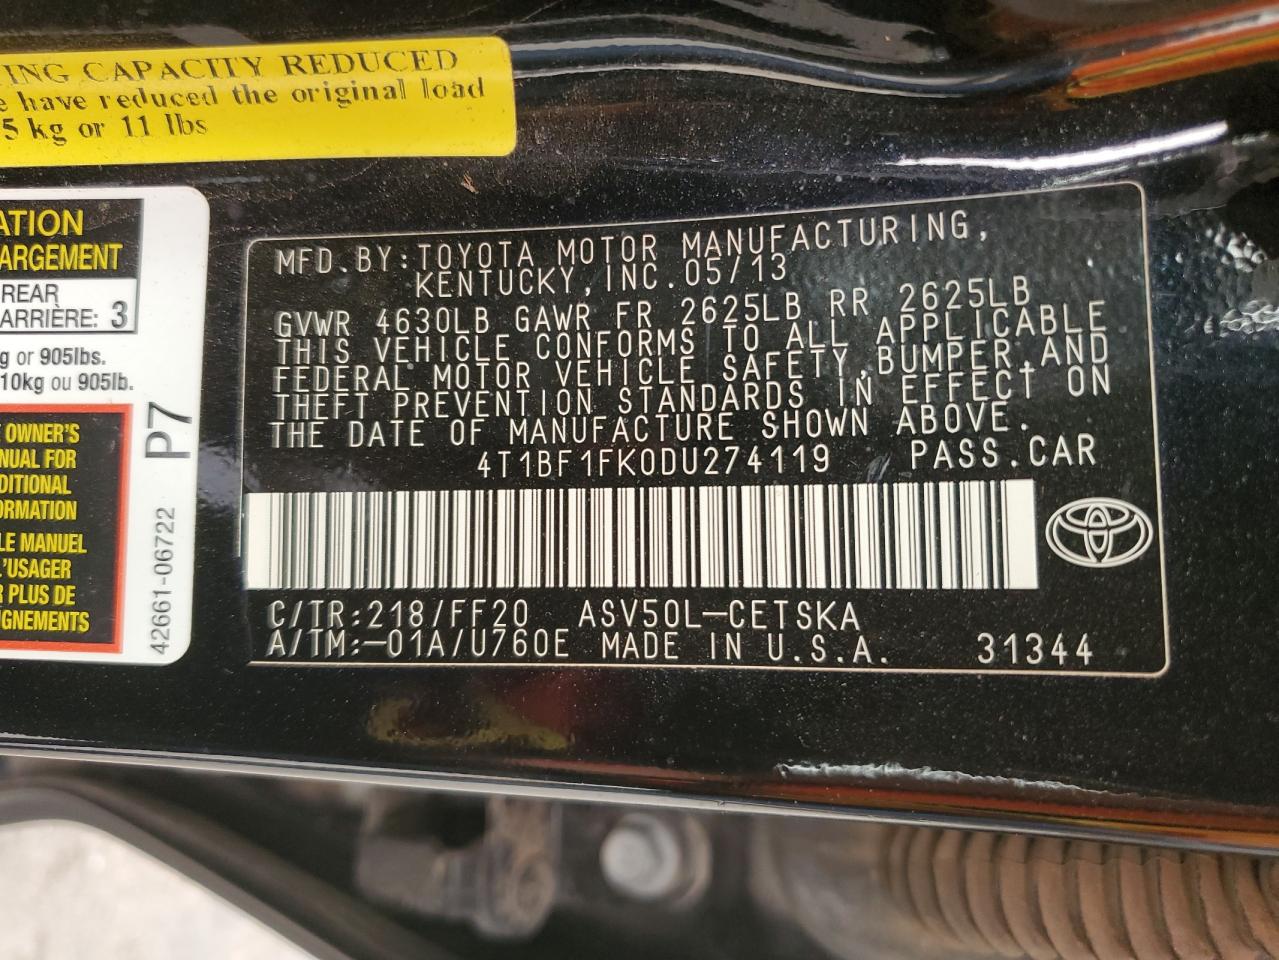 ING CAPACITY REDUCED
e have reduced the original load
5 kg or 11 lbs
ATION
ARGEMENT
REAR
ARRIÈRE: 3
g or 905lbs.
10kg ou 905lb.
OWNER'S
NUAL FOR
DITIONAL
ORMATION
LE MANUEL
L'USAGER
R PLUS DE
IGNEMENTS
P7
42661-06722
MFD.BY:TOYOTA MOTOR MANUFACTURING,
KENTUCKY,INC.05/13
GVWR 4630LB GAWR FR 2625LB RR 2625LB
THIS VEHICLE CONFORMS TO ALL APPLICABLE
FEDERAL MOTOR VEHICLE SAFETY,BUMPER,AND
THEFT PREVENTION STANDARDS IN EFFECT ON
THE DATE OF MANUFACTURE SHOWN ABOVE.
4T1BF1FK0DU274119 PASS.CAR
C/TR:218/FF20 ASV50L-CETSKA
A/TM:-01A/U760E MADE IN U.S.A. 31344